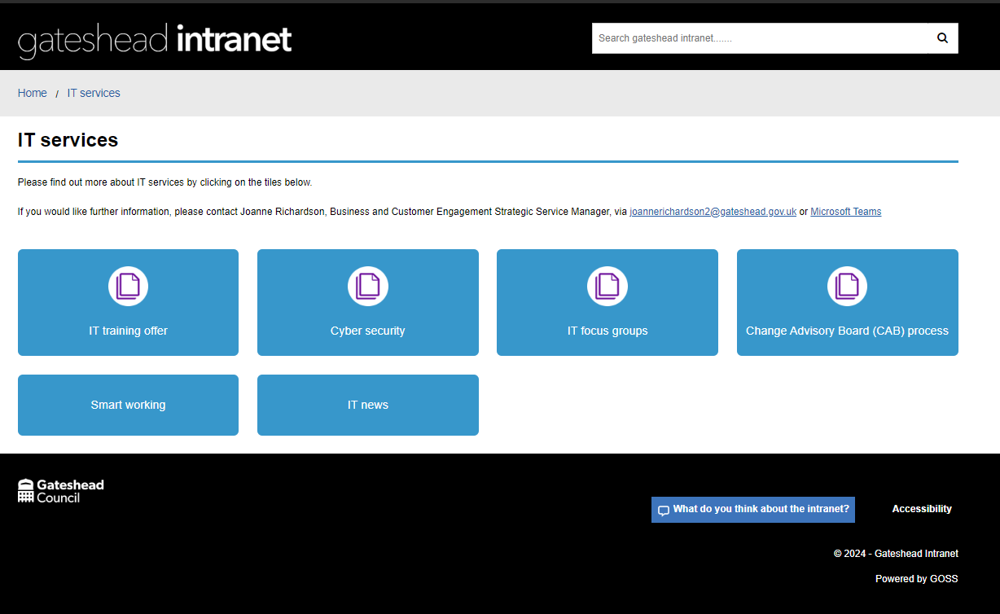 gateshead intranet
Search gateshead intranet.......
Home / IT services
IT services
Please find out more about IT services by clicking on the tiles below.
If you would like further information, please contact Joanne Richardson, Business and Customer Engagement Strategic Service Manager, via joannerichardson2@gateshead.gov.uk or Microsoft Teams
IT training offer
Cyber security
IT focus groups
Change Advisory Board (CAB) process
Smart working
IT news
Gateshead
Council
What do you think about the intranet?
Accessibility
© 2024 - Gateshead Intranet
Powered by GOSS